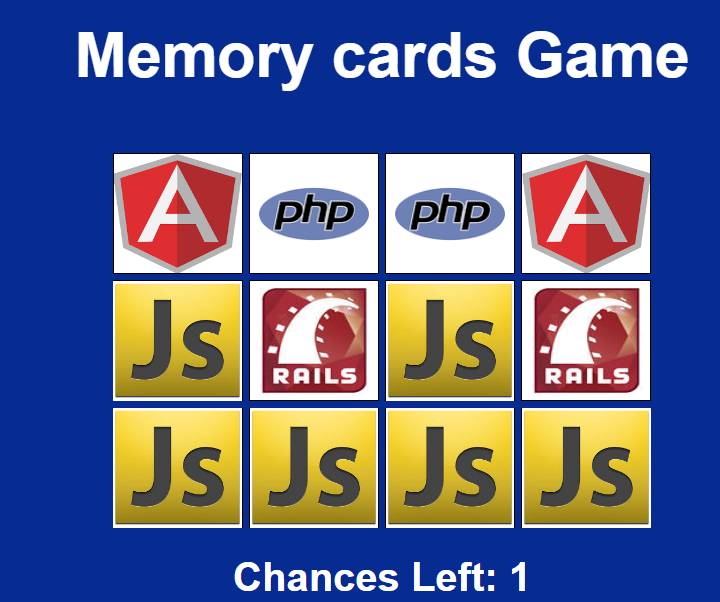 Memory cards Game
A php php A
Js RAILS Js RAILS
Js Js Js Js
Chances Left: 1